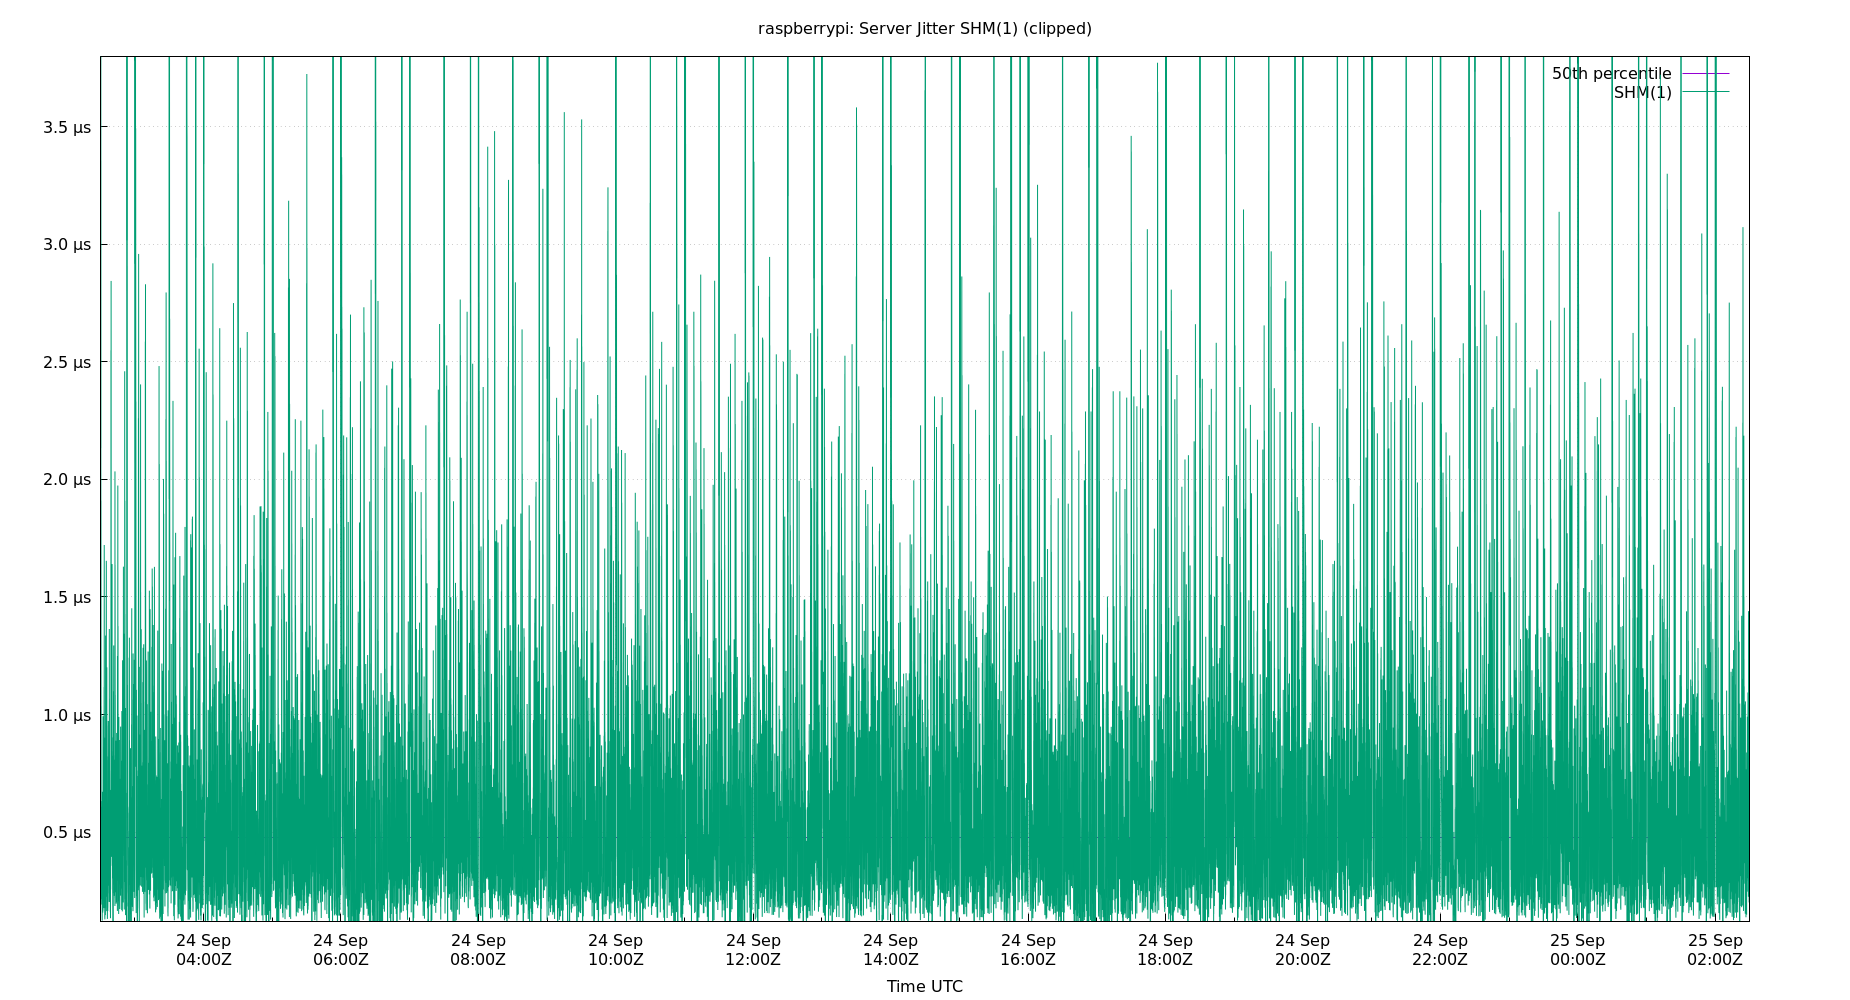 raspberrypi: Server Jitter SHM(1) (clipped)
50th percentile
SHM(1)
3.5 µs
3.0 µs
2.5 µs
2.0 µs
1.5 µs
1.0 µs
0.5 µs
24 Sep 24 Sep 24 Sep 24 Sep 24 Sep 24 Sep 24 Sep 24 Sep 24 Sep 24 Sep 25 Sep 25 Sep
04:00Z 06:00Z 08:00Z 10:00Z 12:00Z 14:00Z 16:00Z 18:00Z 20:00Z 22:00Z 00:00Z 02:00Z
Time UTC